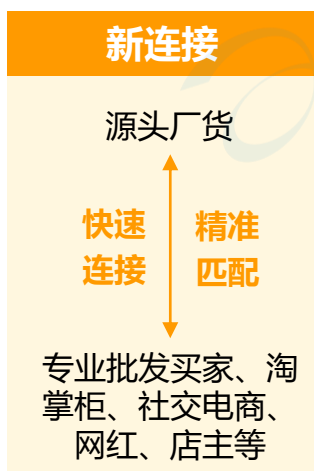 新连接
源头厂货
快速 精准
连接 匹配
专业批发买家、淘
掌柜、社交电商、
网红、店主等